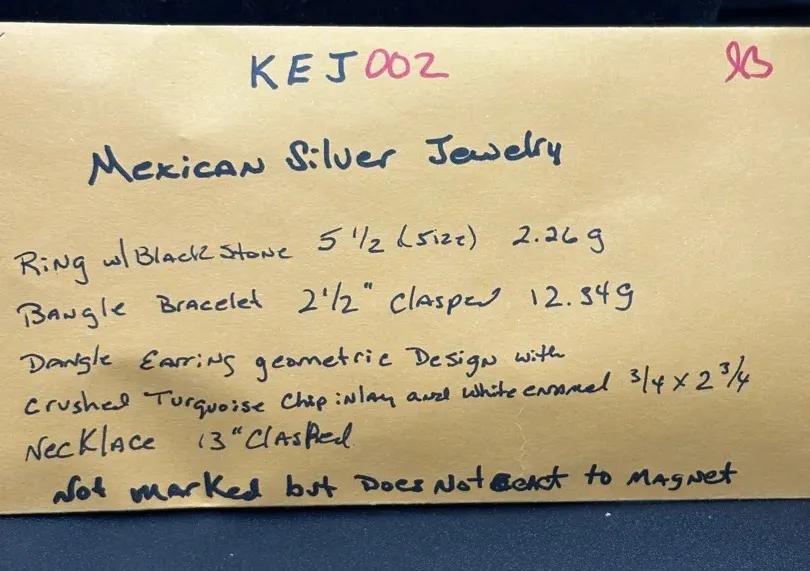 KEJ002
Mexican Silver Jewelry
Ring w/Black Stone 5 1/2 (size) 2.26 g
Bangle Bracelet 2 1/2" clasped 12.34g
Dangle Earring geometric Design with
crushed Turquoise chip inlay and white enamel 3/4 x 2 3/4
Necklace 13" Clasped
Not marked but Does Not React to Magnet